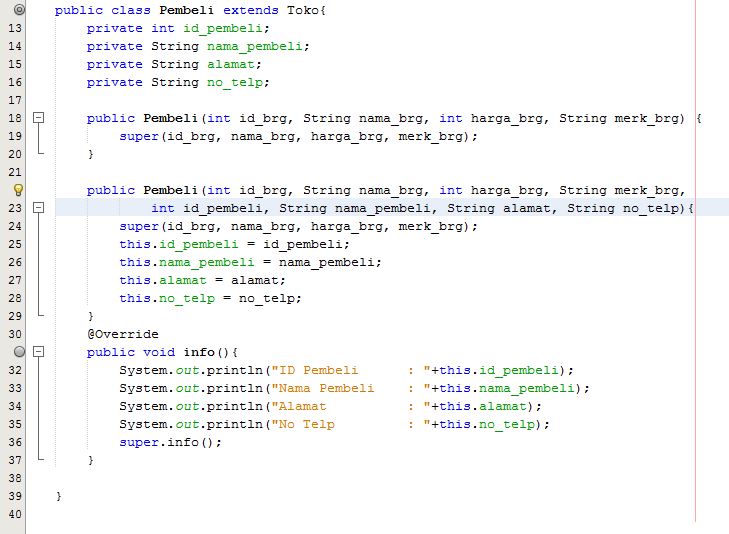 public class Pembeli extends Toko{
13 private int id_pembeli;
14 private String nama_pembeli;
15 private String alamat;
16 private String no_telp;
17
18 public Pembeli(int id_brg, String nama_brg, int harga_brg, String merk_brg) {
19 super(id_brg, nama_brg, harga_brg, merk_brg);
20 }
21
public Pembeli(int id_brg, String nama_brg, int harga_brg, String merk_brg,
23 int id_pembeli, String nama_pembeli, String alamat, String no_telp){
24 super(id_brg, nama_brg, harga_brg, merk_brg);
25 this.id_pembeli = id_pembeli;
26 this.nama_pembeli = nama_pembeli;
27 this.alamat = alamat;
28 this.no_telp = no_telp;
29 }
30 @Override
public void info(){
32 System.out.println("ID Pembeli : "+this.id_pembeli);
33 System.out.println("Nama Pembeli : "+this.nama_pembeli);
34 System.out.println("Alamat : "+this.alamat);
35 System.out.println("No Telp : "+this.no_telp);
36 super.info();
37 }
38
39 }
40